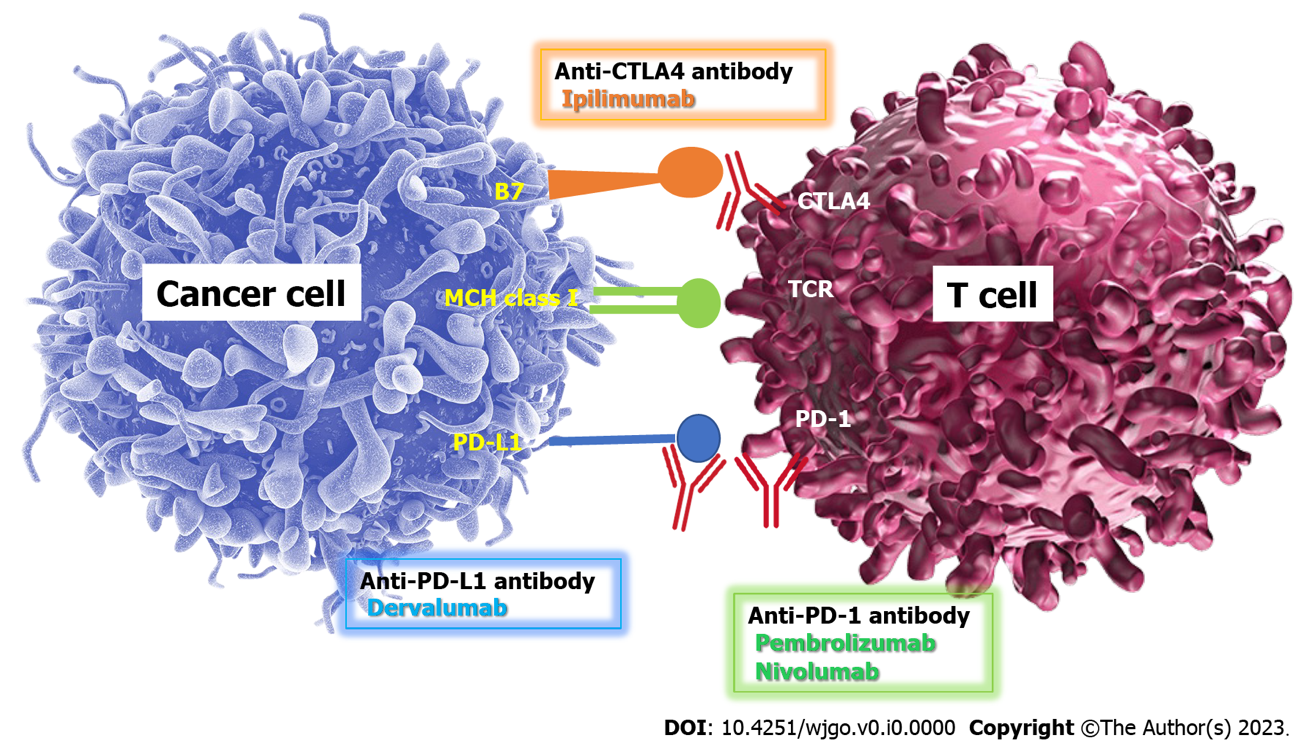 Anti-CTLA4 antibody
Ipilimumab
B7
CTLA4
Cancer cell
MCH class I
TCR
T cell
PD-L1
PD-1
Anti-PD-L1 antibody
Dervalumab
Anti-PD-1 antibody
Pembrolizumab
Nivolumab
DOI: 10.4251/wjgo.v0.i0.0000 Copyright ©The Author(s) 2023.